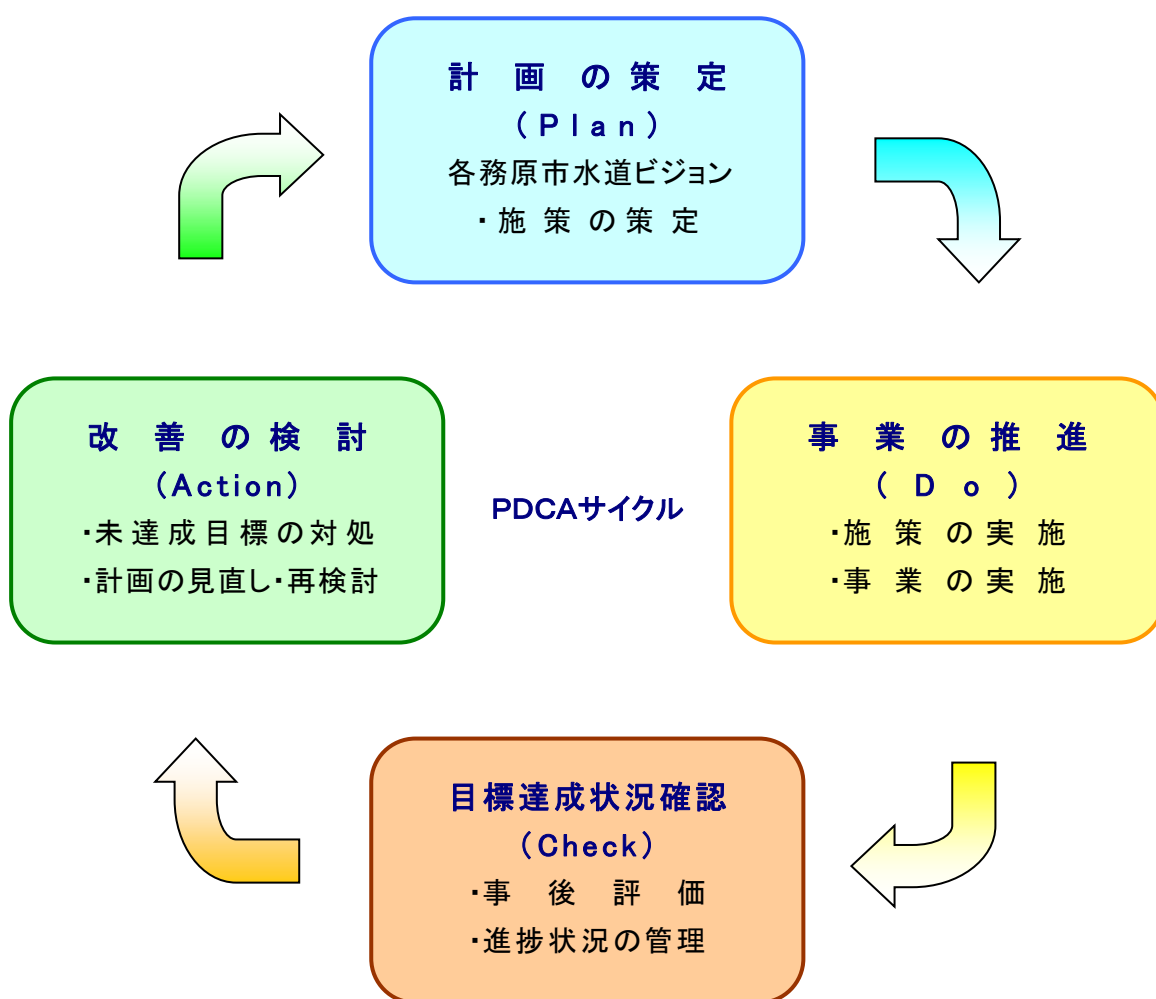 計画の策定
(Plan)
各務原市水道ビジョン
・施策の策定
改善の検討
(Action)
・未達成目標の対処
・計画の見直し・再検討
PDCAサイクル
事業の推進
(Do)
・施策の実施
・事業の実施
目標達成状況確認
(Check)
・事後評価
・進捗状況の管理